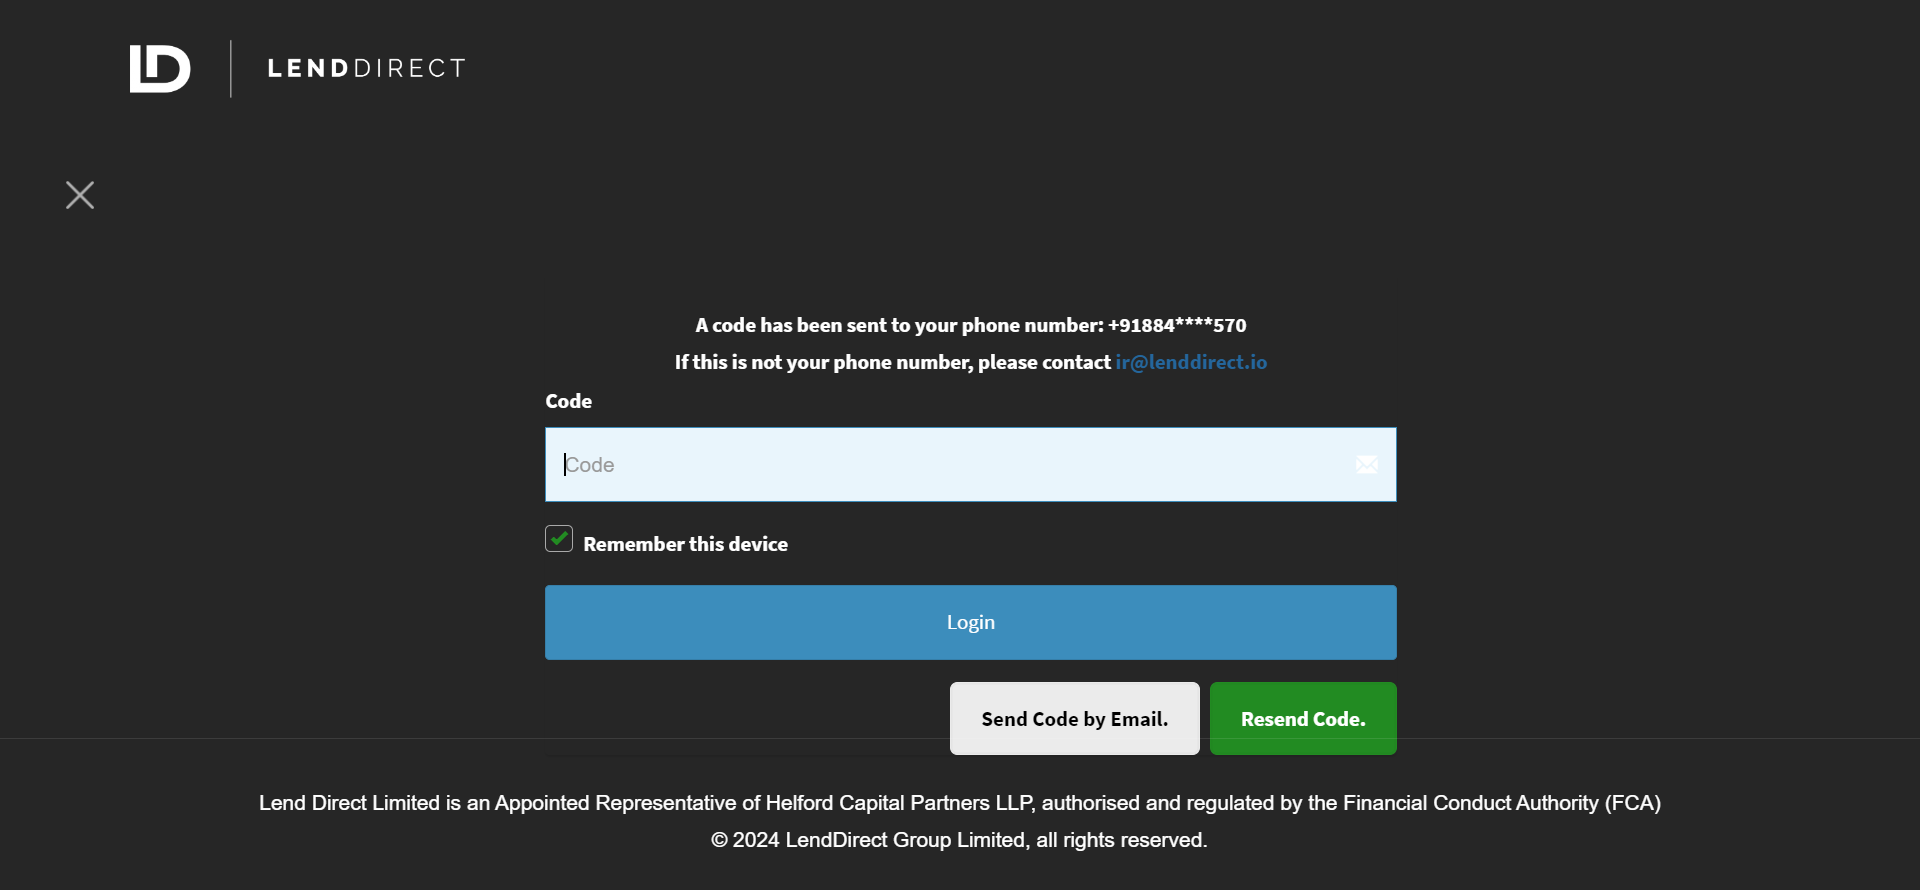 LD
LENDDIRECT
A code has been sent to your phone number: +91884****570
If this is not your phone number, please contact ir@lenddirect.io
Code
Code
Remember this device
Login
Send Code by Email.
Resend Code.
Lend Direct Limited is an Appointed Representative of Helford Capital Partners LLP, authorised and regulated by the Financial Conduct Authority (FCA)
© 2024 LendDirect Group Limited, all rights reserved.